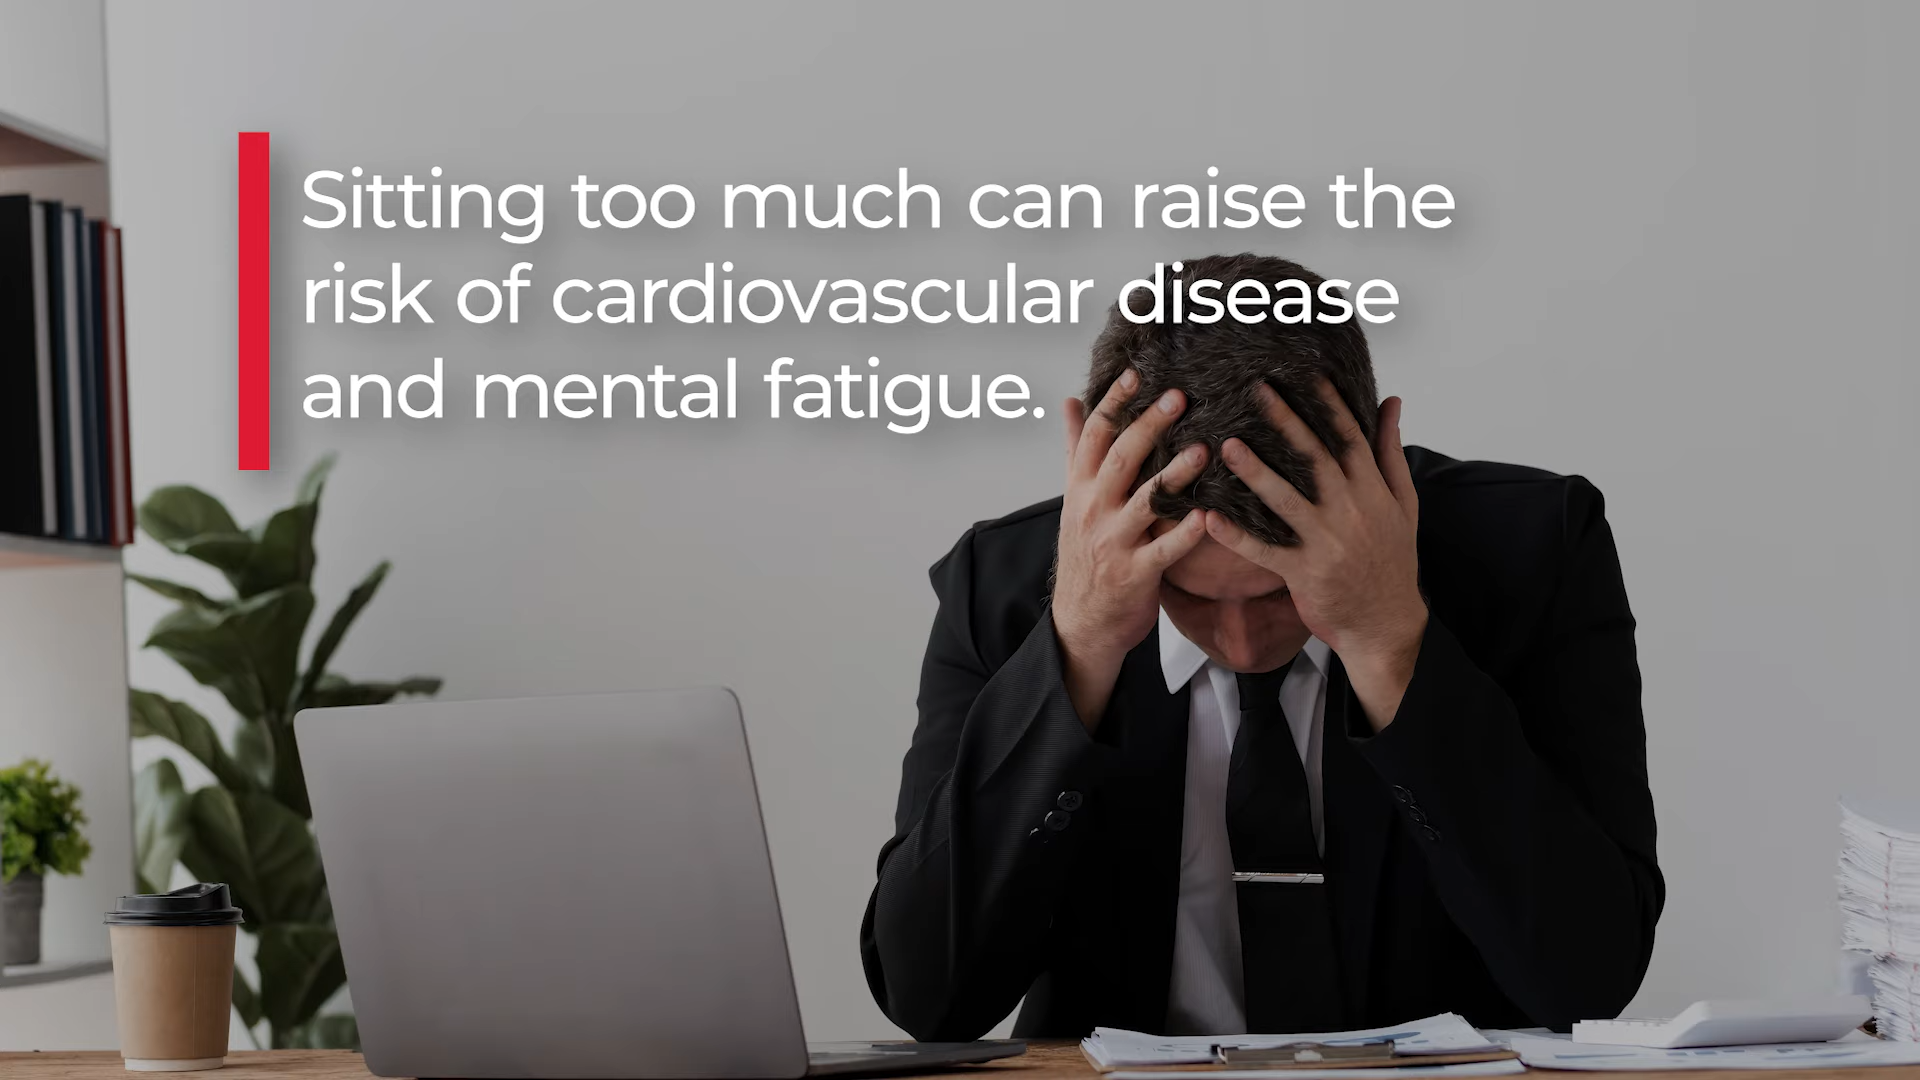 Sitting too much can raise the
risk of cardiovascular disease
and mental fatigue.